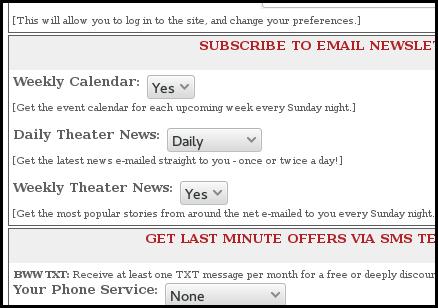 [This will allow you to log in to the site, and change your preferences.]
SUBSCRIBE TO EMAIL
Weekly Calendar: Yes
[Get the event calendar for each upcoming week every Sunday night.]
Daily Theater News: Daily
[Get the latest news e-mailed straight to you - once or twice a day!]
Weekly Theater News: Yes
[Get the most popular stories from around the net e-mailed to you every Sunday night.
GET LAST MINUTE OFFERS VIA SMS
BWW TXT: Receive at least one TXT message per month for a free or deeply
Your Phone Service: None